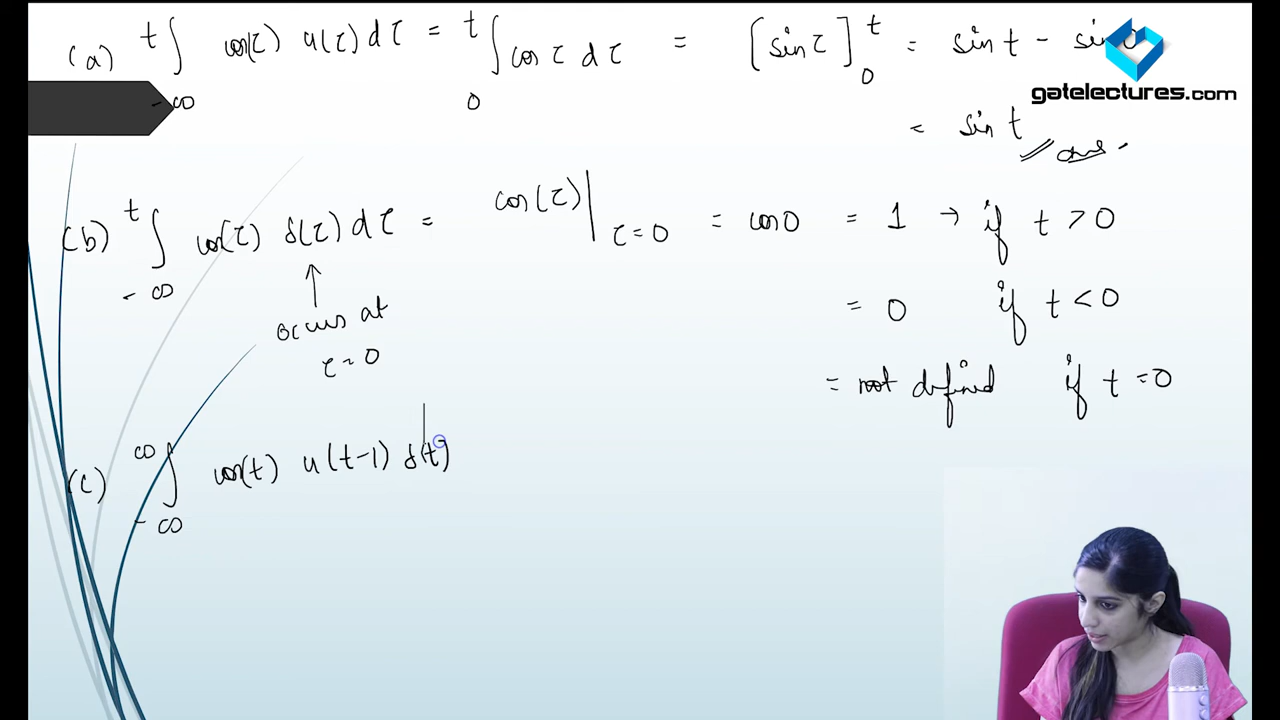 (a) t∫-∞ cos(τ) u(τ) dτ = t∫0 cos τ dτ = [sin τ]t0 = sin t - sin 0
gatelectures.com
= sin t // ans.
(b) t∫-∞ cos(τ) δ(τ) dτ = cos(τ)|τ=0 = cos 0 = 1 → if t > 0
occurs at
τ = 0
= 0 if t < 0
= not defined if t = 0
(c) ∞∫-∞ cos(t) u(t-1) δ(t)